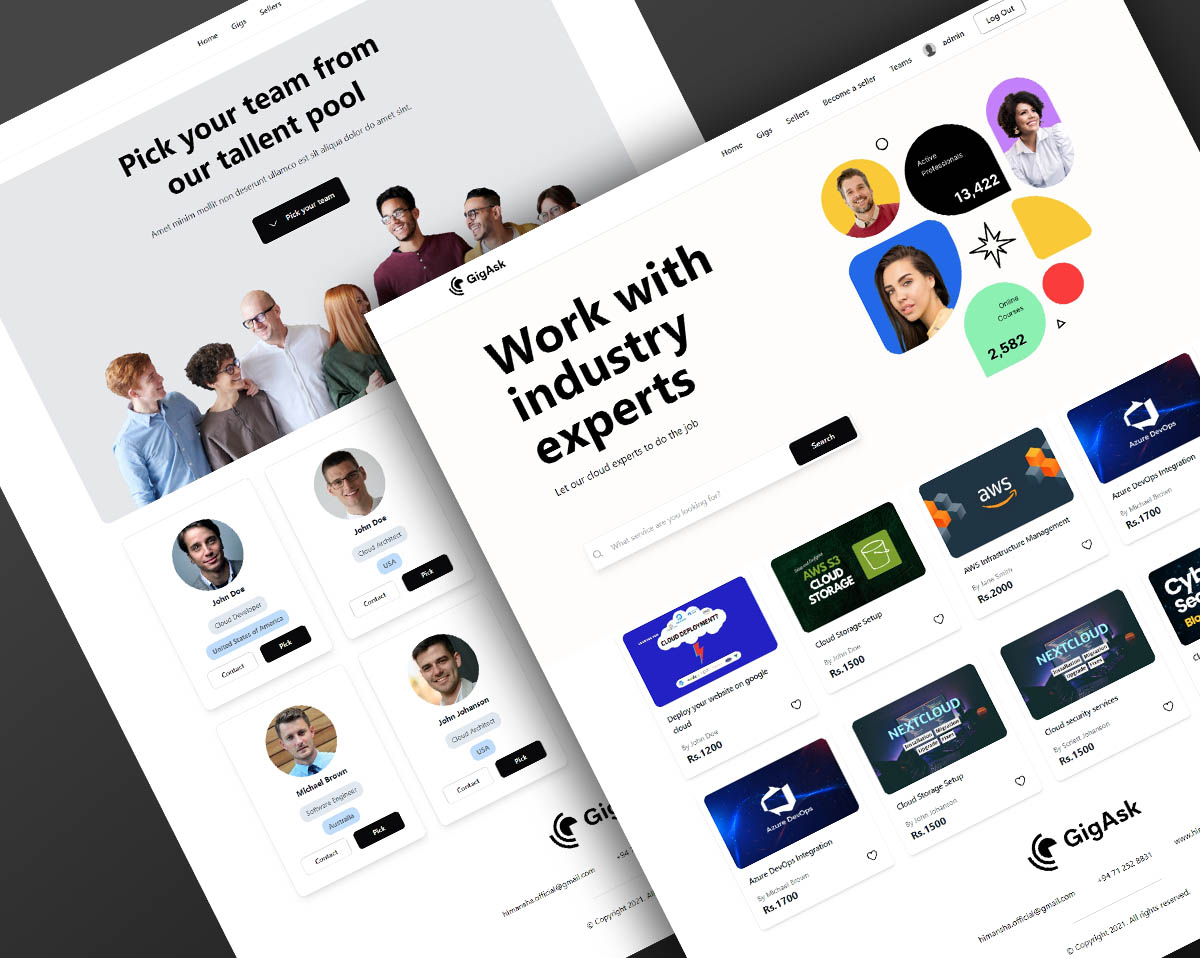 Home Gigs Sellers
Pick your team from
our tallent pool
Amet minim mollit non deserunt ullamco est sit aliqua dolor do amet sint.
Pick your team
John Doe
Cloud Developer
United States of America
Contact Pick
John Doe
Cloud Architect
USA
Contact Pick
Michael Brown
Software Engineer
Australia
Contact Pick
John Johanson
Cloud Architect
USA
Contact Pick
himansha.official@gmail.com +94
© Copyright 2021. All rights
GigAsk
Home Gigs Sellers Become a seller Teams admin Log Out
Work with
industry
experts
Let our cloud experts to do the job
What service are you looking for? Search
Active
Professionals
13,422
Online
Courses
2,582
CLOUD DEPLOYMENT?
Deploy your website on google
cloud
By John Doe
Rs.1200
AWS S3
CLOUD
STORAGE
Cloud Storage Setup
By John Doe
Rs.1500
aws
AWS Infrastructure Management
By Jane Smith
Rs.2000
Azure DevOps
Azure DevOps Integration
By Michael Brown
Rs.1700
Azure DevOps
Azure DevOps Integration
By Michael Brown
Rs.1700
NEXTCLOUD
Installation Migration
Upgrade Fixes
Cloud Storage Setup
By John Johanson
Rs.1500
NEXTCLOUD
Installation Migration
Upgrade Fixes
Cloud security services
By Senett Johanson
Rs.1500
GigAsk
himansha.official@gmail.com +94 71 252 8831
© Copyright 2021. All rights reserved.